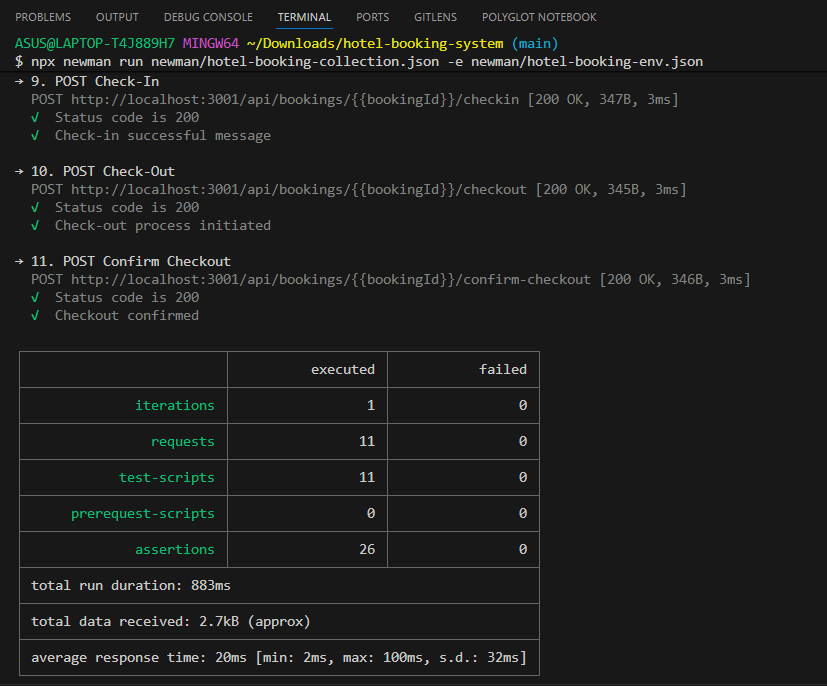 PROBLEMS OUTPUT DEBUG CONSOLE TERMINAL PORTS GITLENS POLYGLOT NOTEBOOK
ASUS@LAPTOP-T4J889H7 MINGW64 ~/Downloads/hotel-booking-system (main)
$ npx newman run newman/hotel-booking-collection.json -e newman/hotel-booking-env.json
→ 9. POST Check-In
POST http://localhost:3001/api/bookings/{{bookingId}}/checkin [200 OK, 347B, 3ms]
√ Status code is 200
√ Check-in successful message
→ 10. POST Check-Out
POST http://localhost:3001/api/bookings/{{bookingId}}/checkout [200 OK, 345B, 3ms]
√ Status code is 200
√ Check-out process initiated
→ 11. POST Confirm Checkout
POST http://localhost:3001/api/bookings/{{bookingId}}/confirm-checkout [200 OK, 346B, 3ms]
√ Status code is 200
√ Checkout confirmed
executed failed
iterations 1 0
requests 11 0
test-scripts 11 0
prerequest-scripts 0 0
assertions 26 0
total run duration: 883ms
total data received: 2.7kB (approx)
average response time: 20ms [min: 2ms, max: 100ms, s.d.: 32ms]